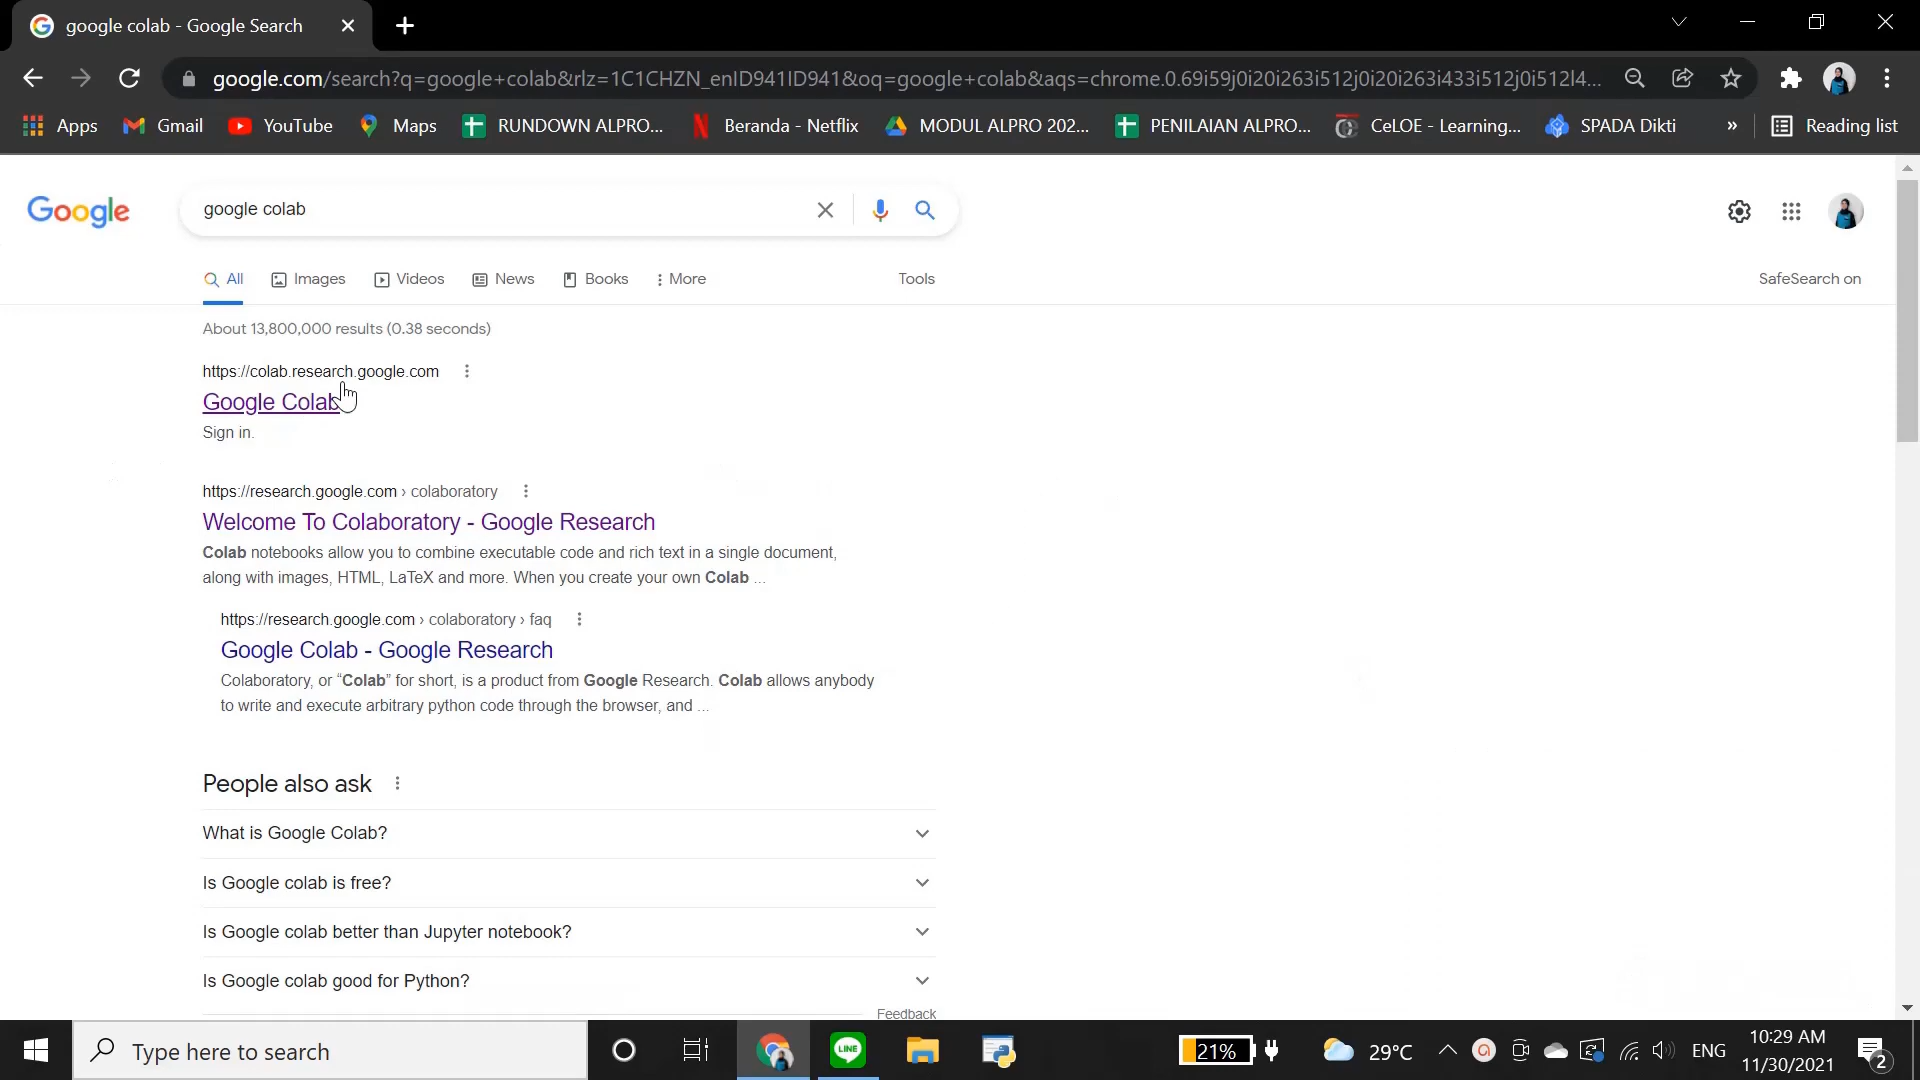 google colab - Google Search
google.com/search?q=google+colab&rlz=1C1CHZN_enID941ID941&oq=google+colab&aqs=chrome.0.69i59j0i20i263i512j0i20i263i433i512j0i512l4...
Apps Gmail YouTube Maps RUNDOWN ALPRO... Beranda - Netflix MODUL ALPRO 202... PENILAIAN ALPRO... CeLOE - Learning... SPADA Dikti » Reading list
Google google colab
All Images Videos News Books More Tools SafeSearch on
About 13,800,000 results (0.38 seconds)
https://colab.research.google.com
Google Colab
Sign in.
https://research.google.com › colaboratory
Welcome To Colaboratory - Google Research
Colab notebooks allow you to combine executable code and rich text in a single document,
along with images, HTML, LaTeX and more. When you create your own Colab ...
https://research.google.com › colaboratory › faq
Google Colab - Google Research
Colaboratory, or “Colab” for short, is a product from Google Research. Colab allows anybody
to write and execute arbitrary python code through the browser, and ...
People also ask
What is Google Colab?
Is Google colab is free?
Is Google colab better than Jupyter notebook?
Is Google colab good for Python?
Feedback
Type here to search LINE 21% 29°C ENG 10:29 AM
11/30/2021 2